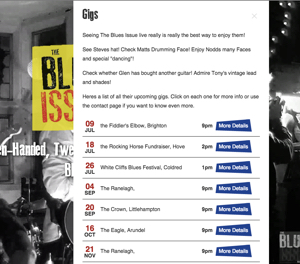 Gigs
Seeing The Blues Issue live really is really the best way to enjoy them!
See Steves hat! Check Matts Drumming Face! Enjoy Nodds many Faces
and special "dancing"!
Check whether Glen has bought another guitar! Admire Tony's vintage lead
and shades!
Heres a list of all their upcoming gigs. Click on each one for more info or use
the contact page if you want to know even more.
09 JUL the Fiddler's Elbow, Brighton 9pm More Details
18 JUL the Rocking Horse Fundraiser, Hove 2pm More Details
26 JUL White Cliffs Blues Festival, Coldred 1pm More Details
04 SEP The Ranelagh, 9pm More Details
20 SEP The Crown, Littlehampton 9pm More Details
16 OCT The Eagle, Arundel 9pm More Details
21 NOV The Ranelagh, 9pm More Details
THE
BLU
ISS
en-Handed, Twe
B
BLUE